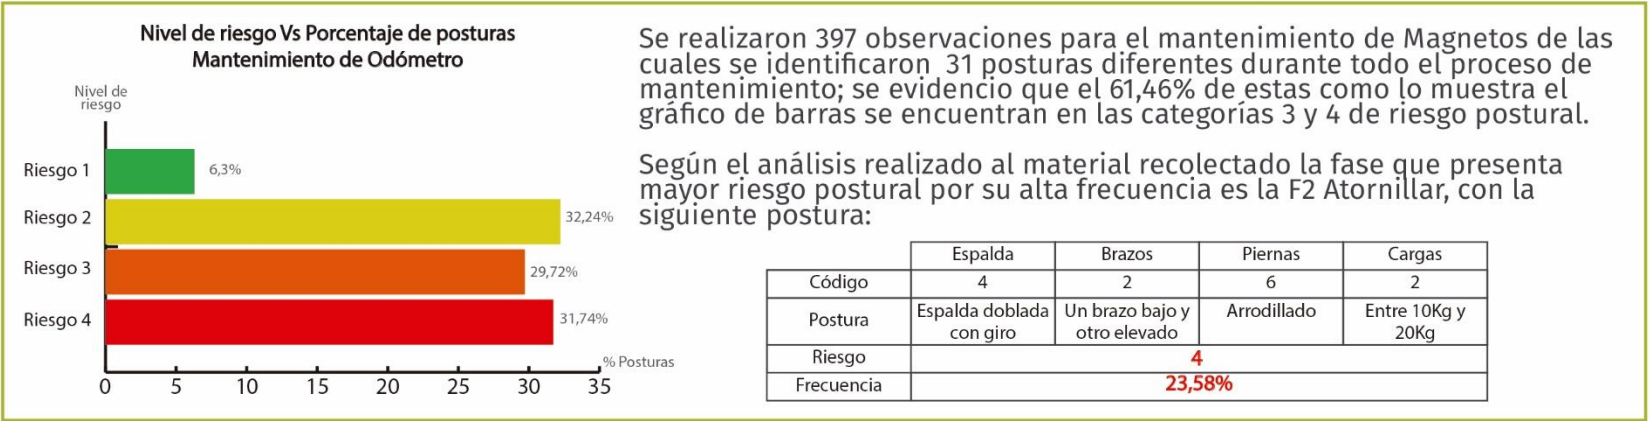 Nivel de riesgo Vs Porcentaje de posturas
Mantenimiento de Odómetro
Nivel de
riesgo
Riesgo 1
6,3%
Riesgo 2
32,24%
Riesgo 3
29,72%
Riesgo 4
31,74%
% Posturas
0 5 10 15 20 25 30 35
Se realizaron 397 observaciones para el mantenimiento de Magnetos de las
cuales se identificaron 31 posturas diferentes durante todo el proceso de
mantenimiento; se evidencio que el 61,46% de estas como lo muestra el
gráfico de barras se encuentran en las categorías 3 y 4 de riesgo postural.
Según el análisis realizado al material recolectado la fase que presenta
mayor riesgo postural por su alta frecuencia es la F2 Atornillar, con la
siguiente postura:
Espalda Brazos Piernas Cargas
Código 4 2 6 2
Postura Espalda doblada con giro Un brazo bajo y otro elevado Arrodillado Entre 10Kg y 20Kg
Riesgo 4
Frecuencia 23,58%